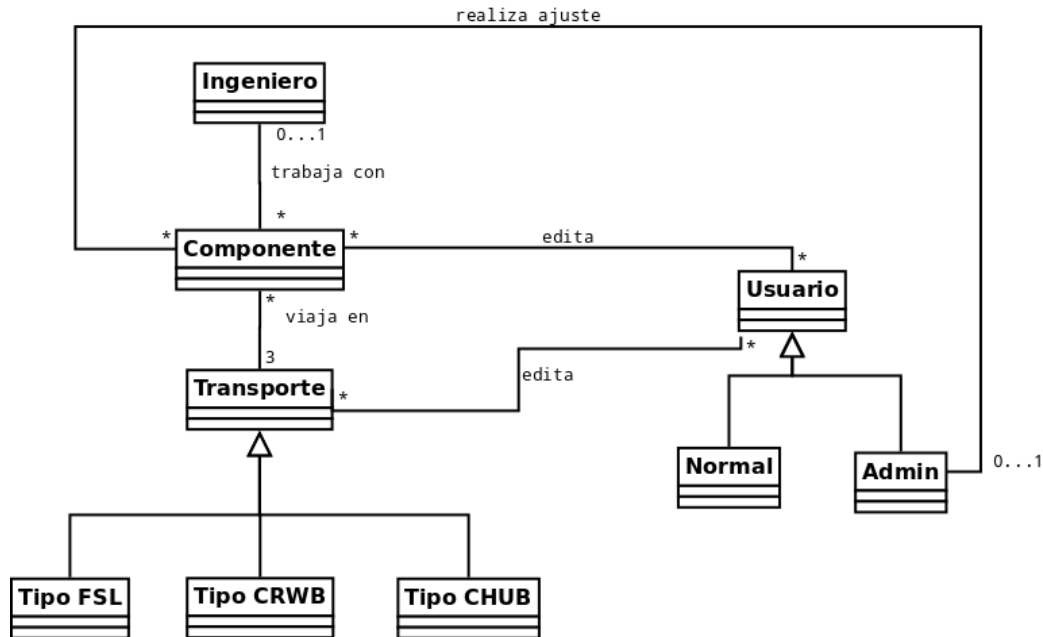 realiza ajuste
Ingeniero
0...1
trabaja con
*
* Componente *
edita
*
Usuario
*
viaja en
3
*
Transporte
*
edita
Normal
Admin
0...1
Tipo FSL
Tipo CRWB
Tipo CHUB